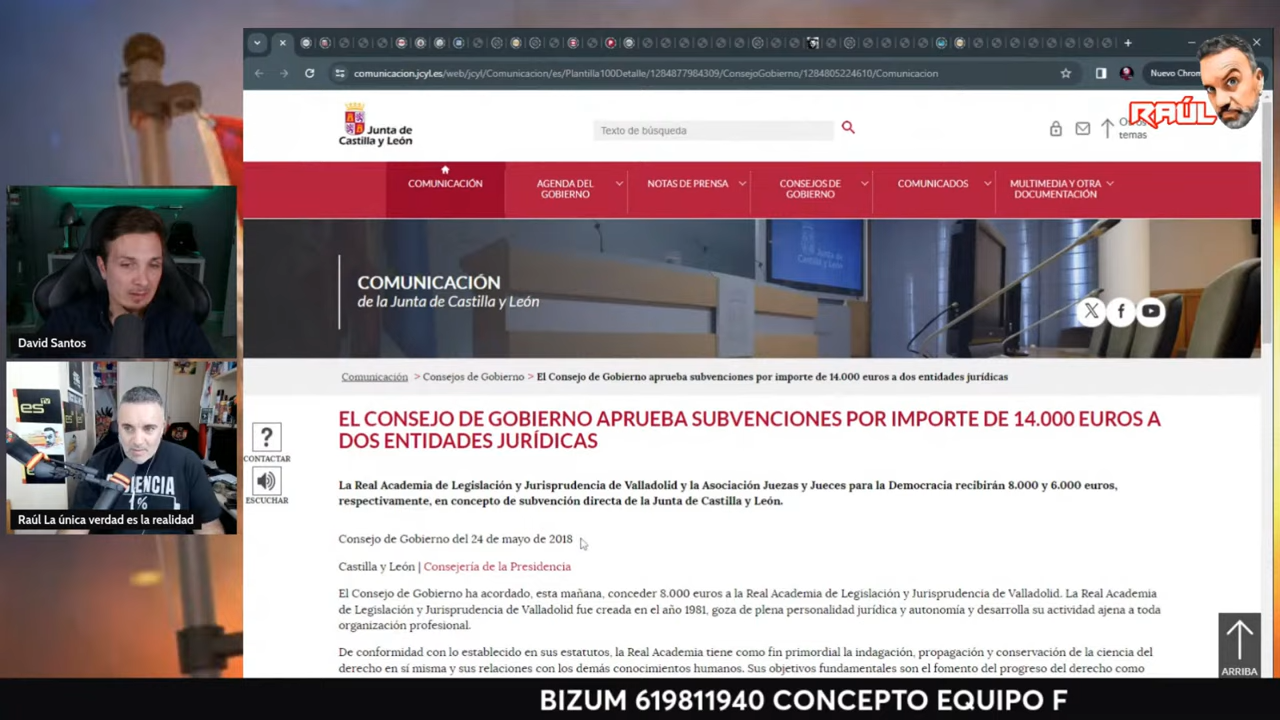 comunicacion.jcyl.es/web/jcyl/Comunicacion/es/Plantilla100Detalle/1284877984309/ConsejoGobierno/1284805224610/Comunicacion
Nuevo Chrom
RAÚL
Junta de
Castilla y León
Texto de búsqueda
temas
COMUNICACIÓN
AGENDA DEL
GOBIERNO
NOTAS DE PRENSA
CONSEJOS DE
GOBIERNO
COMUNICADOS
MULTIMEDIA Y OTRA
DOCUMENTACIÓN
COMUNICACIÓN
de la Junta de Castilla y León
Junta de
Castilla y León
Comunicación > Consejos de Gobierno > El Consejo de Gobierno aprueba subvenciones por importe de 14.000 euros a dos entidades jurídicas
?
CONTACTAR
ESCUCHAR
EL CONSEJO DE GOBIERNO APRUEBA SUBVENCIONES POR IMPORTE DE 14.000 EUROS A
DOS ENTIDADES JURÍDICAS
La Real Academia de Legislación y Jurisprudencia de Valladolid y la Asociación Juezas y Jueces para la Democracia recibirán 8.000 y 6.000 euros,
respectivamente, en concepto de subvención directa de la Junta de Castilla y León.
Consejo de Gobierno del 24 de mayo de 2018
Castilla y León | Consejería de la Presidencia
El Consejo de Gobierno ha acordado, esta mañana, conceder 8.000 euros a la Real Academia de Legislación y Jurisprudencia de Valladolid. La Real Academia
de Legislación y Jurisprudencia de Valladolid fue creada en el año 1981, goza de plena personalidad jurídica y autonomía y desarrolla su actividad ajena a toda
organización profesional.
De conformidad con lo establecido en sus estatutos, la Real Academia tiene como fin primordial la indagación, propagación y conservación de la ciencia del
derecho en sí misma y sus relaciones con los demás conocimientos humanos. Sus objetivos fundamentales son el fomento del progreso del derecho como
ARRIBA
David Santos
es
1%
Raúl La única verdad es la realidad
BIZUM 619811940 CONCEPTO EQUIPO F